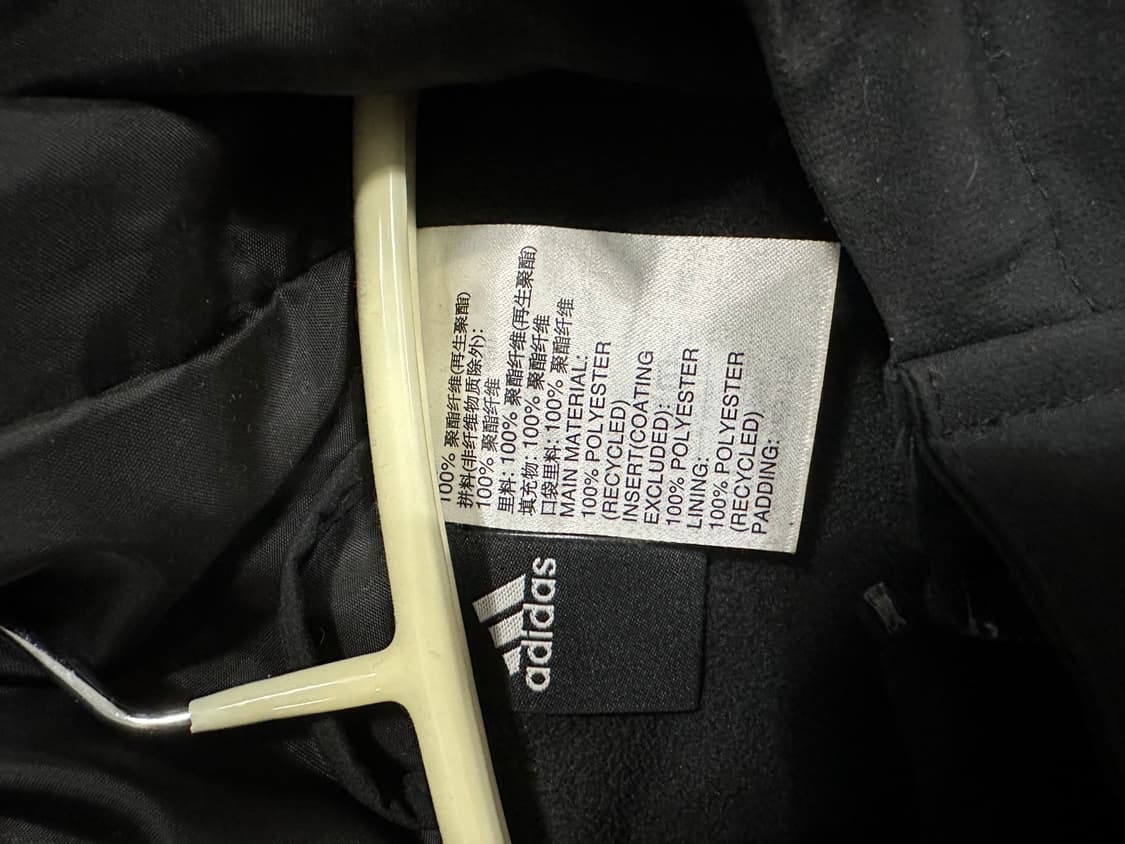 100% 聚酯纤维(再生聚酯)
拼料(非纤维物质除外):
100% 聚酯纤维
里料: 100% 聚酯纤维(再生聚酯)
填充物: 100% 聚酯纤维
口袋里料: 100% 聚酯纤维
MAIN MATERIAL:
100% POLYESTER
(RECYCLED)
INSERT(COATING
EXCLUDED):
100% POLYESTER
LINING:
100% POLYESTER
(RECYCLED)
PADDING:
adidas